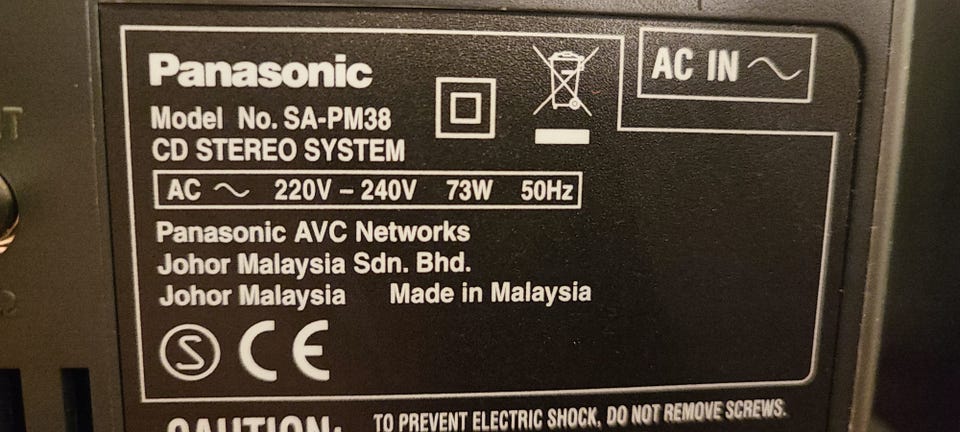 Panasonic
AC IN
Model No. SA-PM38
CD STEREO SYSTEM
AC 220V – 240V 73W 50Hz
Panasonic AVC Networks
Johor Malaysia Sdn. Bhd.
Johor Malaysia Made in Malaysia
S CE
CAUTION: TO PREVENT ELECTRIC SHOCK, DO NOT REMOVE SCREWS.